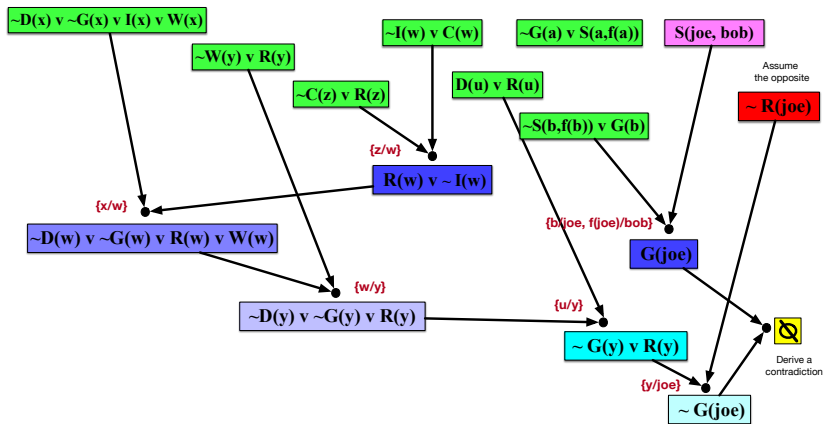 ~D(x) v ~G(x) v I(x) v W(x)
~I(w) v C(w)
~G(a) v S(a,f(a))
S(joe, bob)
~W(y) v R(y)
Assume
the opposite
~C(z) v R(z)
D(u) v R(u)
~ R(joe)
~S(b,f(b)) v G(b)
{z/w}
R(w) v ~ I(w)
{x/w}
{b/joe, f(joe)/bob}
~D(w) v ~G(w) v R(w) v W(w)
G(joe)
{w/y}
~D(y) v ~G(y) v R(y)
{u/y}
~ G(y) v R(y)
Derive a
contradiction
{y/joe}
~ G(joe)